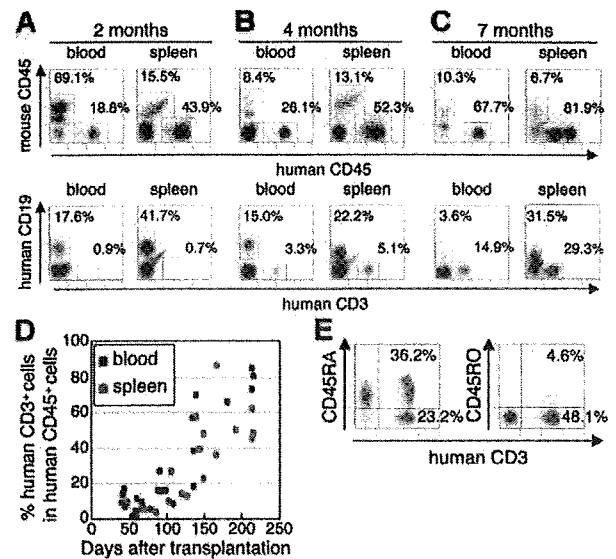 A 2 months B 4 months C 7 months
blood spleen blood spleen blood spleen
69.1% 15.5% 8.4% 13.1% 10.3% 6.7%
18.8% 43.9% 26.1% 52.3% 67.7% 81.9%
mouse CD45
human CD45
blood spleen blood spleen blood spleen
17.6% 41.7% 15.0% 22.2% 3.6% 31.5%
0.9% 0.7% 3.3% 5.1% 14.9% 29.3%
human CD19
human CD3
D
100
80
60
40
20
0
blood
spleen
% human CD3+ cells
in human CD45+ cells
0 50 100 150 200 250
Days after transplantation
E
36.2% 4.6%
23.2% 48.1%
CD45RA
CD45RO
human CD3